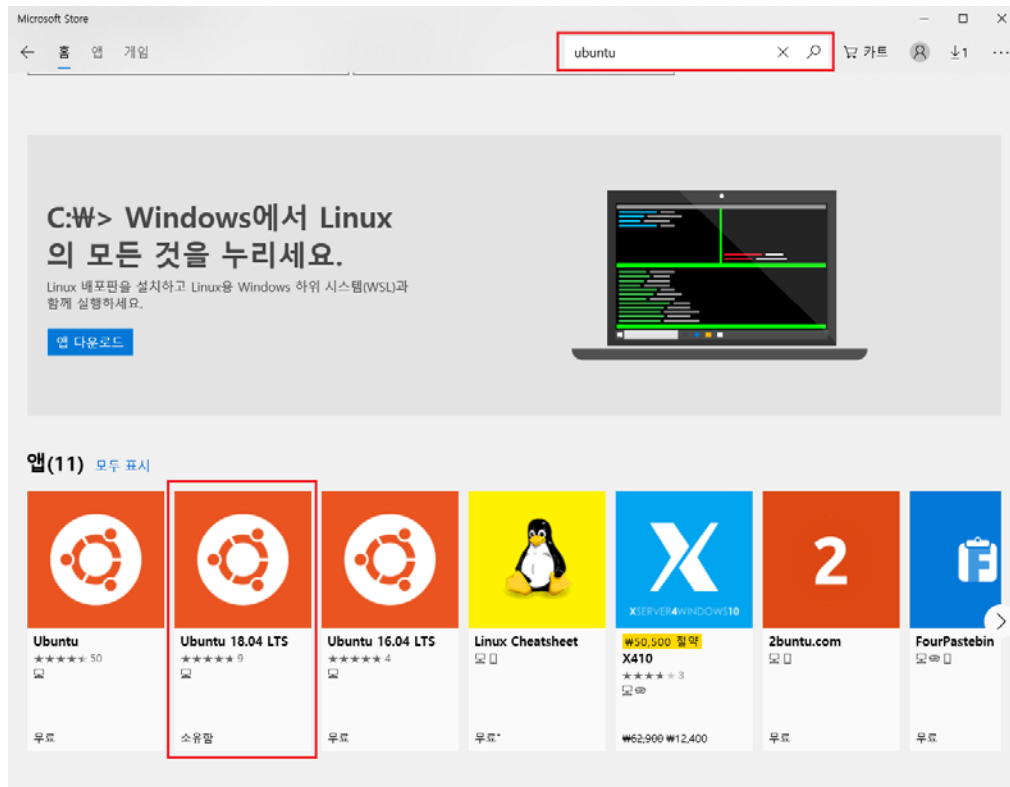 Microsoft Store
홈 앱 게임 ubuntu 카트 1
C:₩> Windows에서 Linux
의 모든 것을 누리세요.
Linux 배포판을 설치하고 Linux용 Windows 하위 시스템(WSL)과
함께 실행하세요.
앱 다운로드
앱(11) 모두 표시
2
XSERVER4WINDOWS10
Ubuntu Ubuntu 18.04 LTS Ubuntu 16.04 LTS Linux Cheatsheet ₩50,500 절약 2buntu.com FourPastebin
50 9 4 X410
3
무료 소유함 무료 무료* ₩62,900 ₩12,400 무료 무료